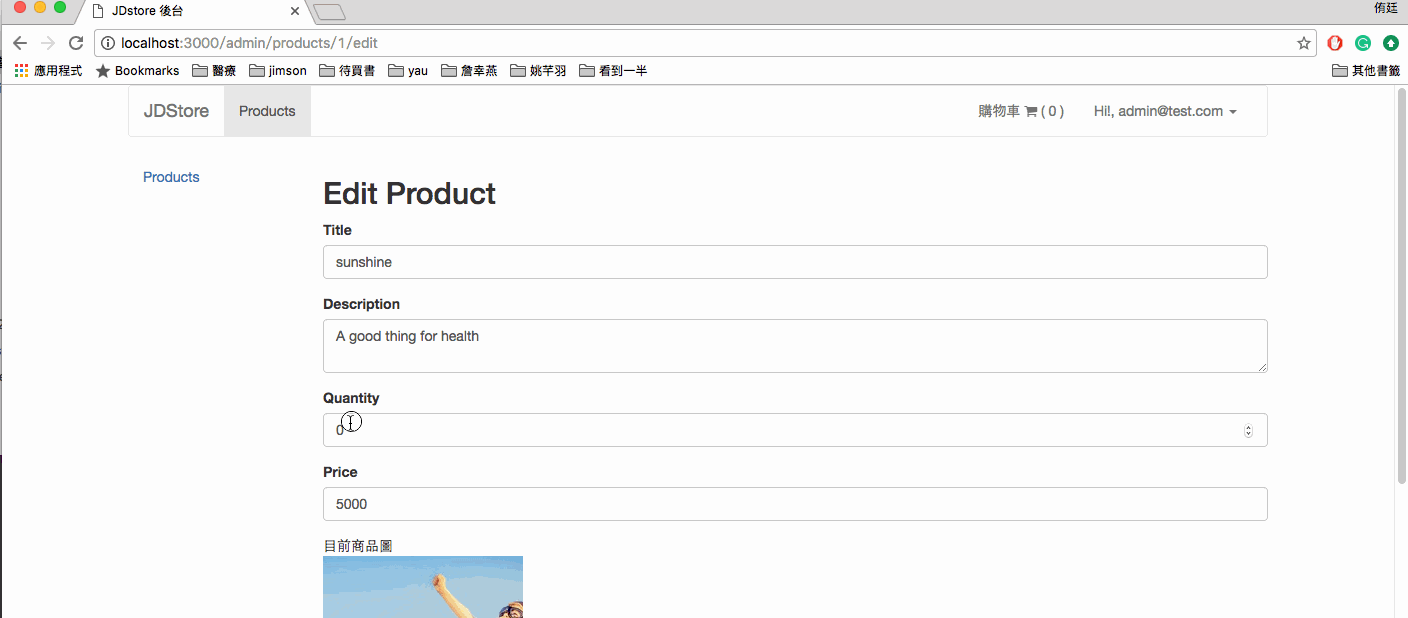 JDstore 後台
侑廷
localhost:3000/admin/products/1/edit
應用程式 Bookmarks 醫療 jimson 待買書 yau 詹幸燕 姚芊羽 看到一半 其他書籤
JDStore Products 購物車 ( 0 ) Hi!, admin@test.com
Products
Edit Product
Title
sunshine
Description
A good thing for health
Quantity
0
Price
5000
目前商品圖